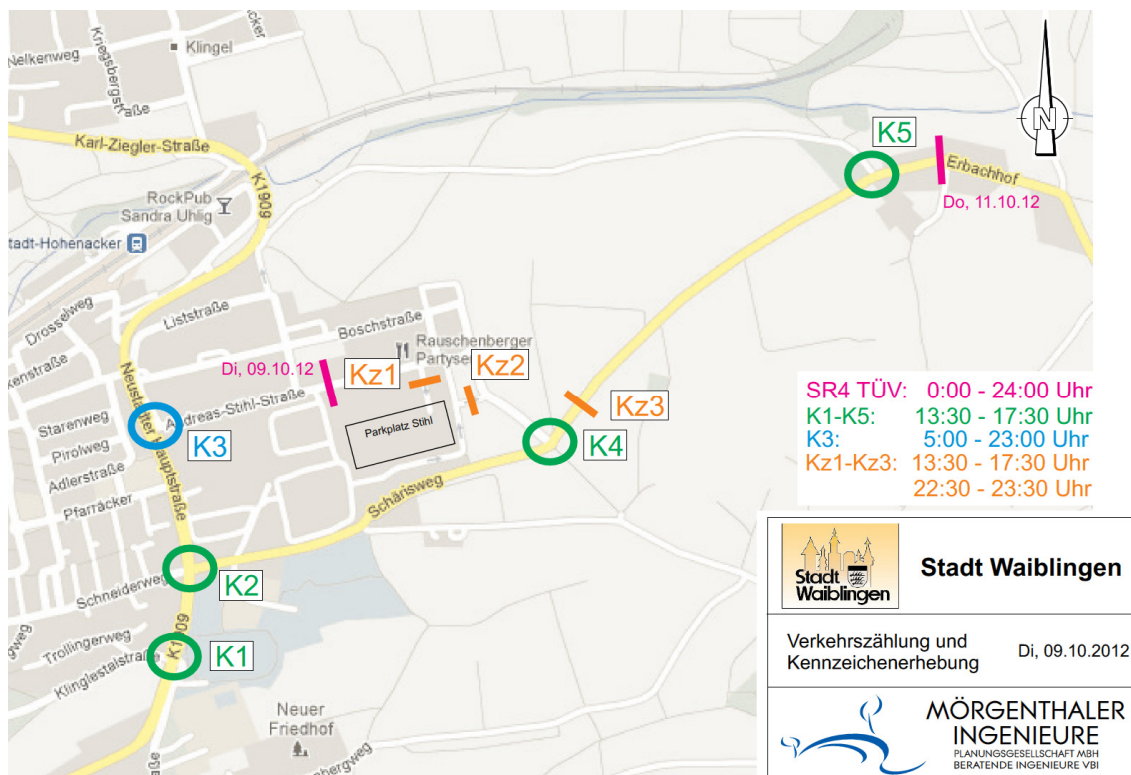 Nelkenweg
Kriegsbergstraße
Klingel
Karl-Ziegler-Straße
K1909
RockPub
Sandra Uhlig
tadt-Hohenacker
K5
N
Erbachhof
Do, 11.10.12
Drosselweg
Liststraße
Boschstraße
Rauschenberger
Partyse
kenstraße
Di, 09.10.12
Kz1
Kz2
Kz3
Neustadter Hauptstraße
Andreas-Stihl-Straße
Starenweg
K3
Parkplatz Stihl
K4
Pirolweg
Adlerstraße
Pfarräcker
Schärisweg
SR4 TÜV: 0:00 - 24:00 Uhr
K1-K5: 13:30 - 17:30 Uhr
K3: 5:00 - 23:00 Uhr
Kz1-Kz3: 13:30 - 17:30 Uhr
22:30 - 23:30 Uhr
Schneiderweg
K2
K1909
Trollingerweg
Klinglestalstraße
K1
Neuer
Friedhof
Stadt
Waiblingen
Stadt Waiblingen
Verkehrszählung und
Kennzeichenerhebung
Di, 09.10.2012
MÖRGENTHALER
INGENIEURE
PLANUNGSGESELLSCHAFT MBH
BERATENDE INGENIEURE VBI